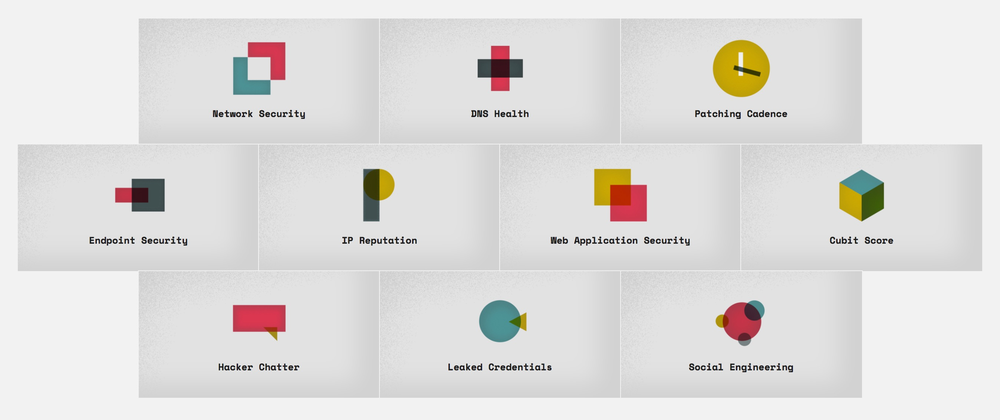 Network Security
DNS Health
Patching Cadence
Endpoint Security
IP Reputation
Web Application Security
Cubit Score
Hacker Chatter
Leaked Credentials
Social Engineering